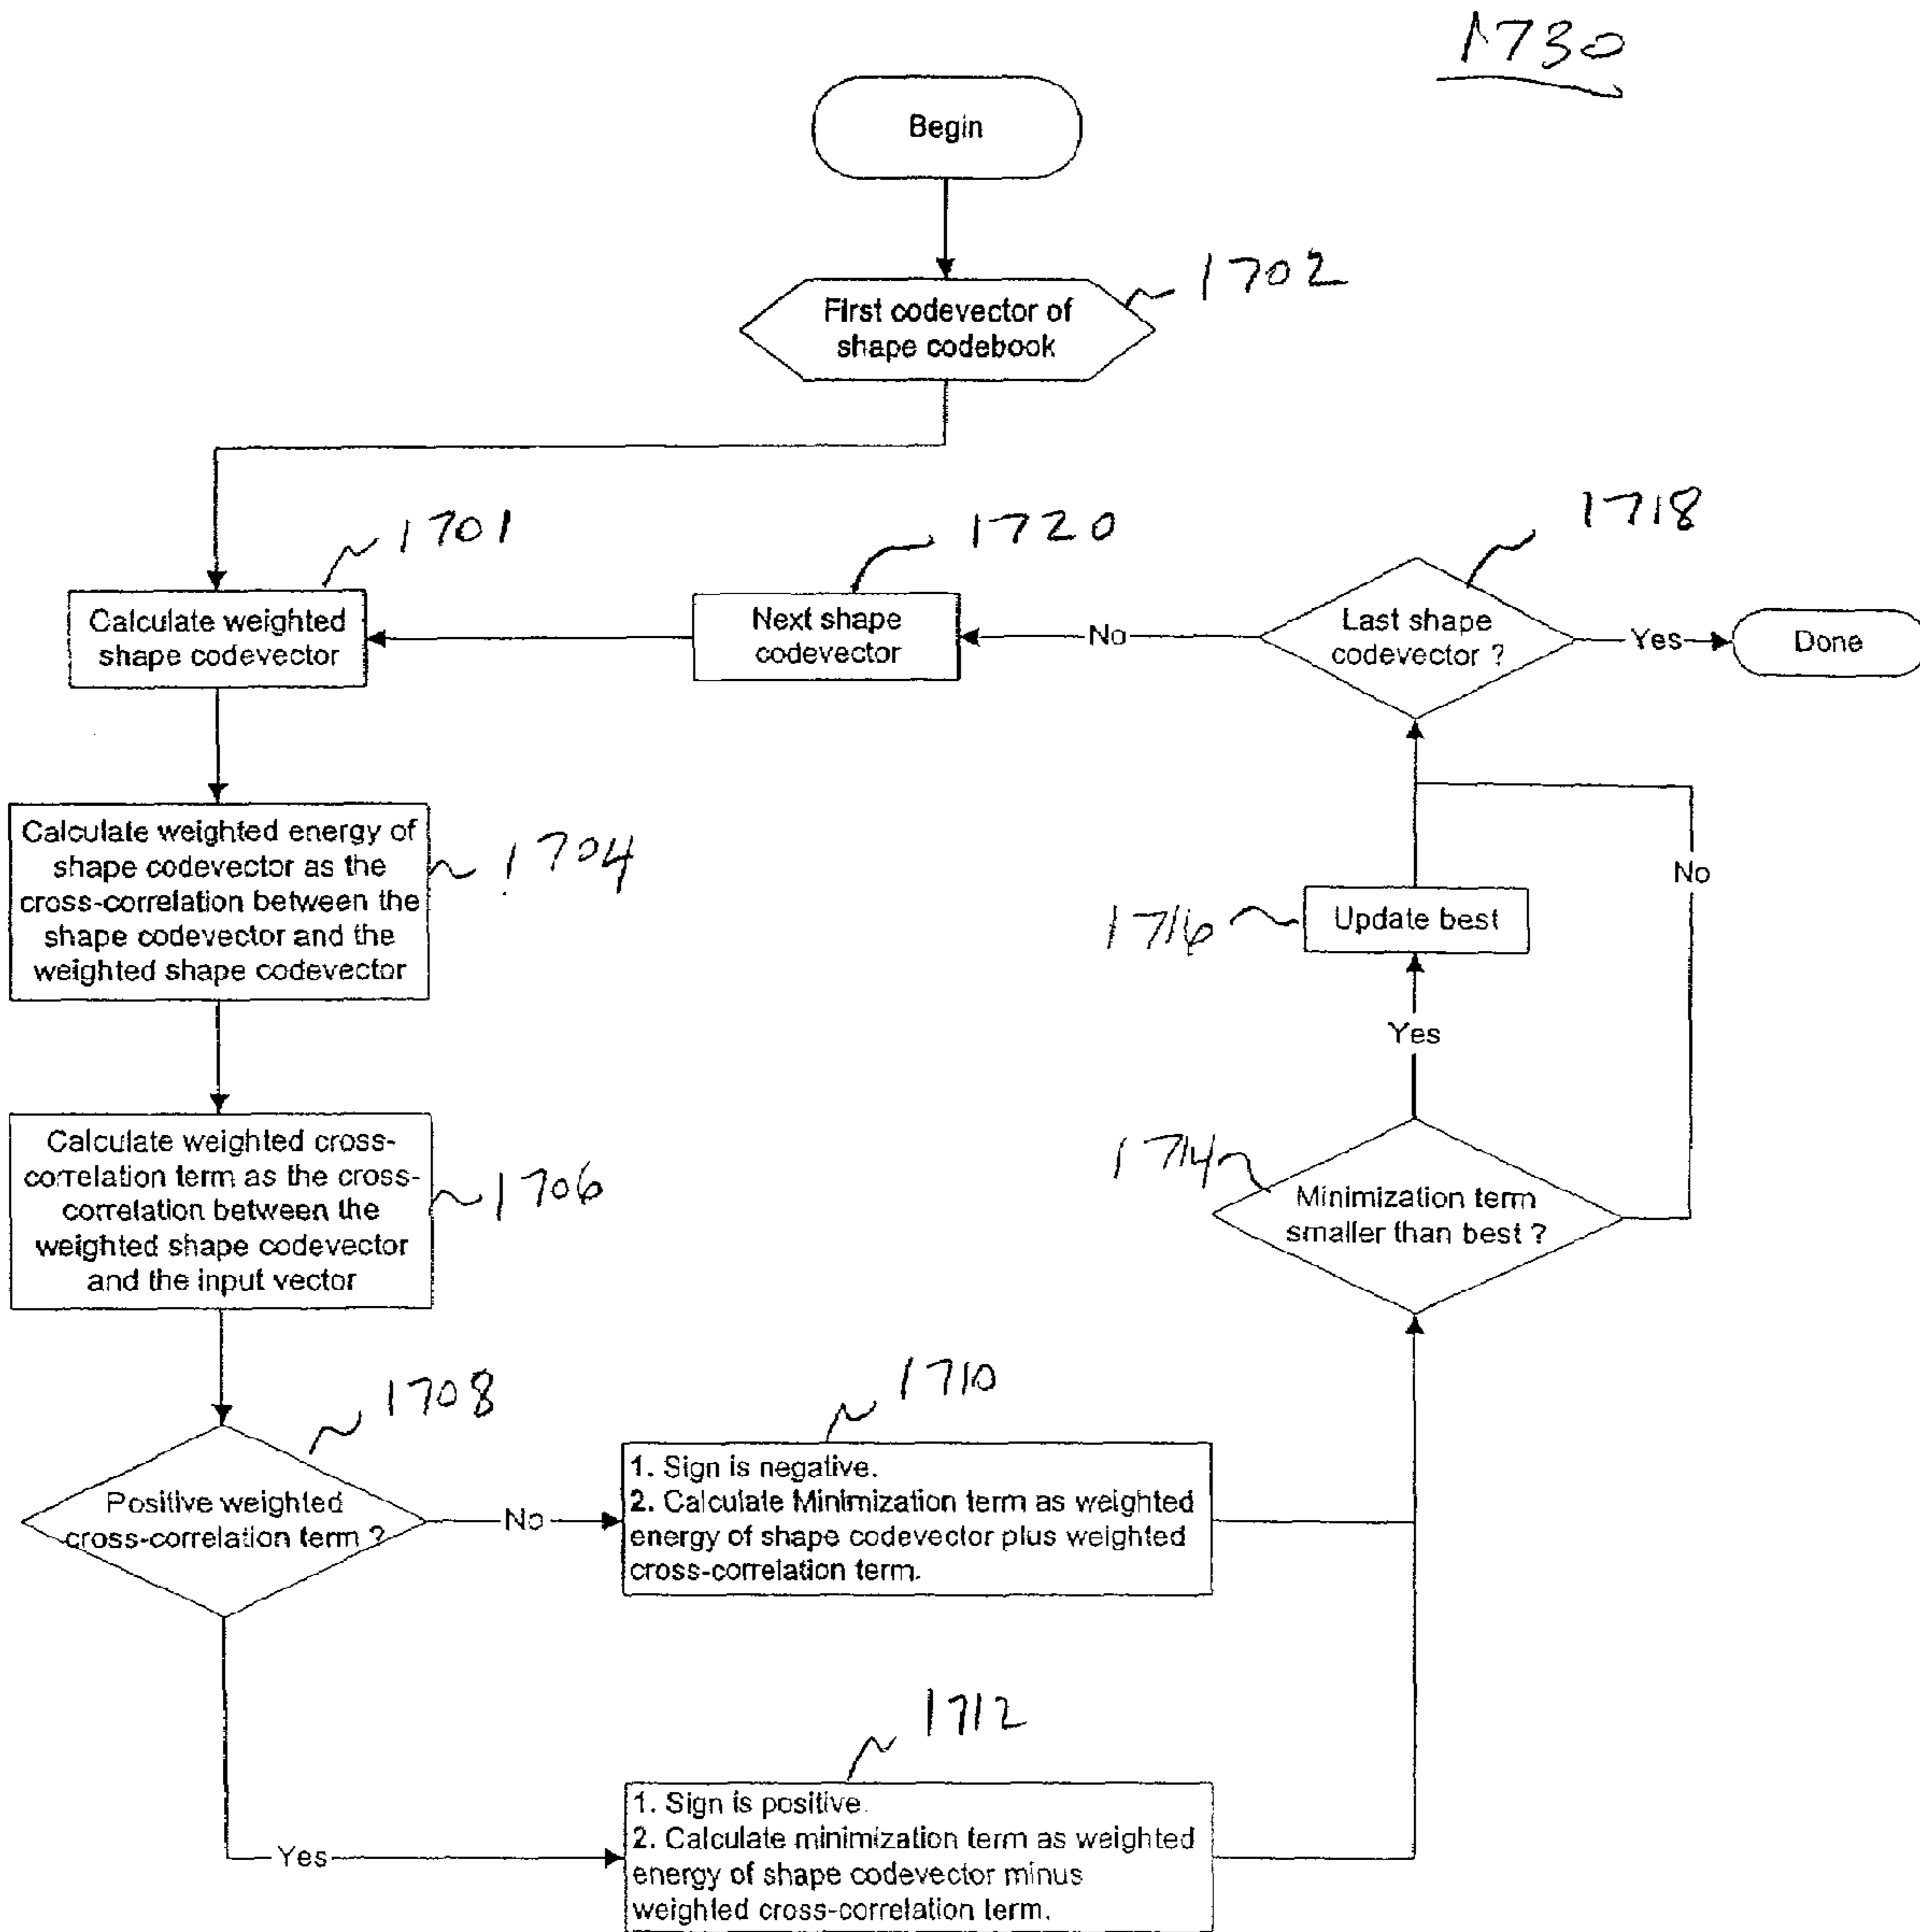 1730
Begin
1702
First codevector of
shape codebook
1701
1720
1718
Calculate weighted
shape codevector
Next shape
codevector
No
Last shape
codevector ?
Yes
Done
Calculate weighted energy of
shape codevector as the
cross-correlation between the
shape codevector and the
weighted shape codevector
1704
No
1716
Update best
Yes
Calculate weighted cross-
correlation term as the cross-
correlation between the
weighted shape codevector
and the input vector
1706
1714
Minimization term
smaller than best ?
1708
Positive weighted
cross-correlation term ?
No
1710
1. Sign is negative.
2. Calculate Minimization term as weighted
energy of shape codevector plus weighted
cross-correlation term.
1712
Yes
1. Sign is positive.
2. Calculate minimization term as weighted
energy of shape codevector minus
weighted cross-correlation term.